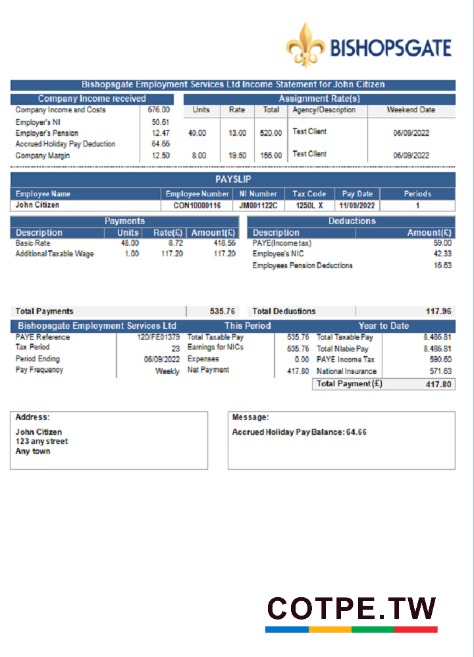 BISHOPSGATE
Bishopsgate Employment Services Ltd Income Statement for John Citizen
Company Income received Assignment Rate(s)
Company Income and Costs 676.00 Units Rate Total Agency/Description Weekend Date
Employer's NI 50.61
Employer's Pension 12.47 40.00 13.00 520.00 Test Client 06/09/2022
Accrued Holiday Pay Deduction 64.66
Company Margin 12.50 8.00 19.50 156.00 Test Client 06/09/2022
PAYSLIP
Employee Name Employee Number NI Number Tax Code Pay Date Periods
John Citizen CON10000116 JM001122C 1250L X 11/09/2022 1
Payments Deductions
Description Units Rate(£) Amount(£) Description Amount(£)
Basic Rate 48.00 8.72 418.56 PAYE(Income tax) 59.00
Additional Taxable Wage 1.00 117.20 117.20 Employee's NIC 42.33
Employees Pension Deductions 16.63
Total Payments 535.76 Total Deductions 117.96
Bishopsgate Employment Services Ltd This Period Year to Date
PAYE Reference 120/FE01379 Total Taxable Pay 535.76 Total Taxable Pay 8,486.81
Tax Period 23 Earnings for NICs 535.76 Total Niable Pay 8,486.81
Period Ending 06/09/2022 Expenses 0.00 PAYE Income Tax 590.60
Pay Frequency Weekly Net Payment 417.80 National Insurance 571.63
Total Payment (£) 417.80
Address: Message:
John Citizen Accrued Holiday Pay Balance: 64.66
123 any street
Any town
COTPE.TW